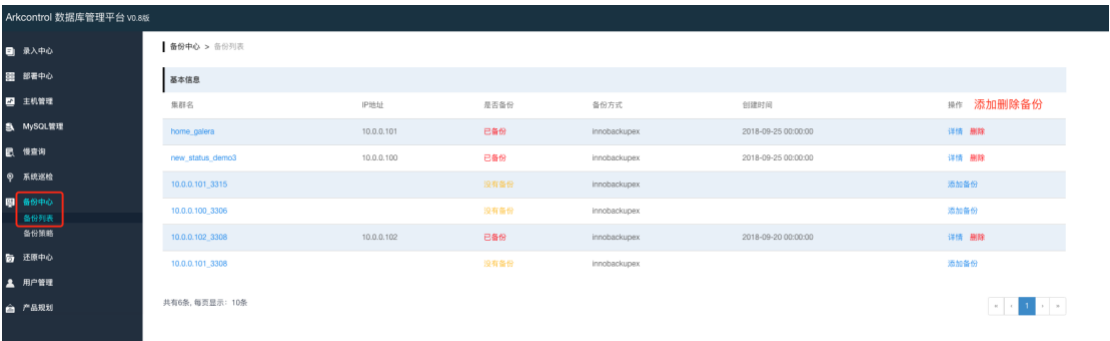 Arkcontrol 数据库管理平台 V0.8版
录入中心
部署中心
主机管理
MySQL管理
慢查询
系统巡检
备份中心
备份列表
备份策略
还原中心
用户管理
产品规划
备份中心 > 备份列表
基本信息
集群名 IP地址 是否备份 备份方式 创建时间 操作 添加删除备份
home_galera 10.0.0.101 已备份 innobackupex 2018-09-25 00:00:00 详情 删除
new_status_demo3 10.0.0.100 已备份 innobackupex 2018-09-25 00:00:00 详情 删除
10.0.0.101_3315 没有备份 innobackupex 添加备份
10.0.0.100_3306 没有备份 innobackupex 添加备份
10.0.0.102_3308 10.0.0.102 已备份 innobackupex 2018-09-20 00:00:00 详情 删除
10.0.0.101_3308 没有备份 innobackupex 添加备份
共有6条, 每页显示: 10条
« ‹ 1 › »